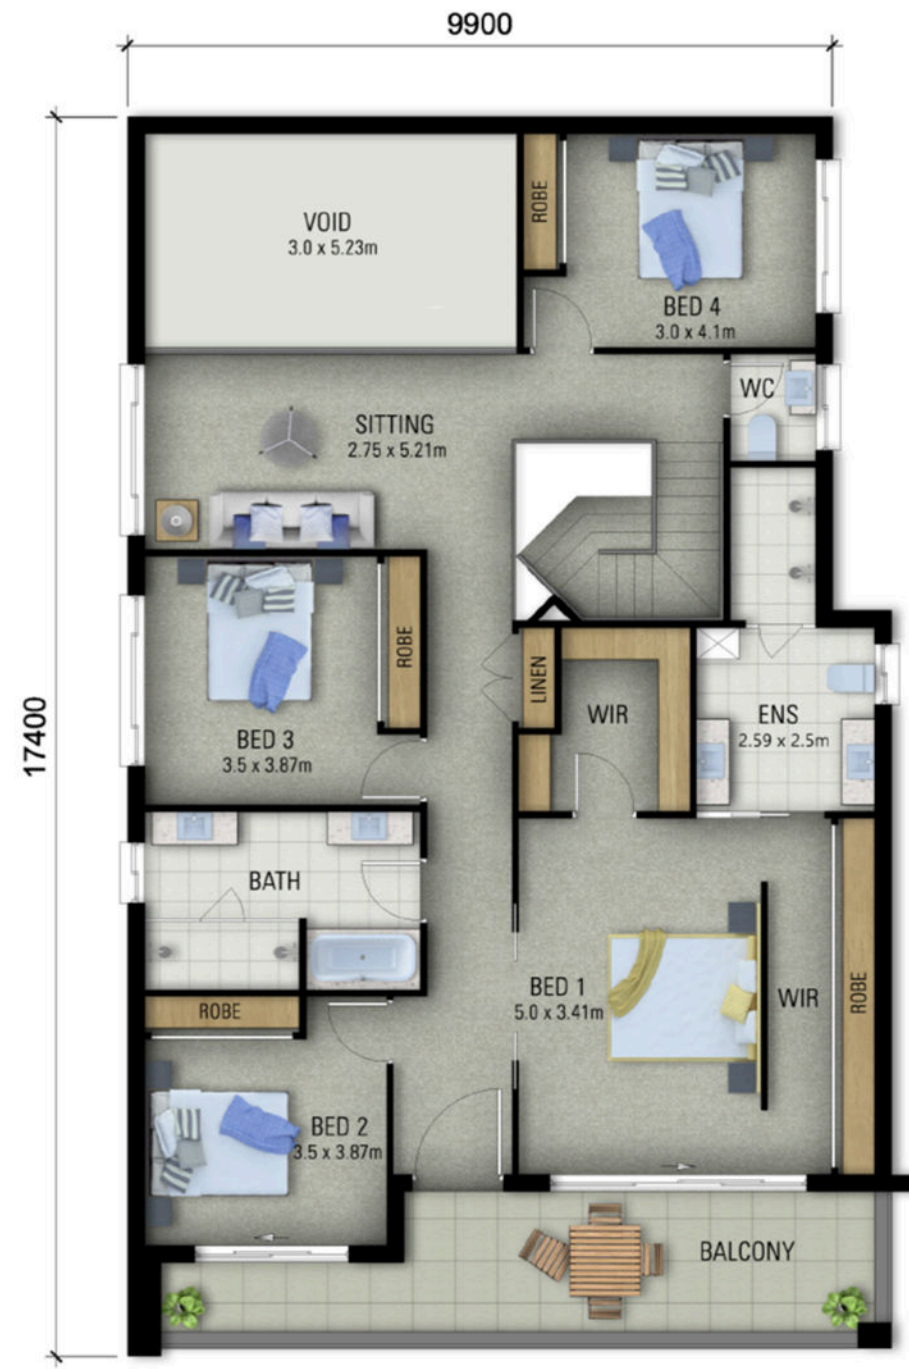 9900
17400
VOID
3.0 x 5.23m
ROBE
BED 4
3.0 x 4.1m
SITTING
2.75 x 5.21m
WC
BED 3
3.5 x 3.87m
ROBE
LINEN
WIR
ENS
2.59 x 2.5m
BATH
ROBE
BED 1
5.0 x 3.41m
WIR
ROBE
BED 2
3.5 x 3.87m
BALCONY